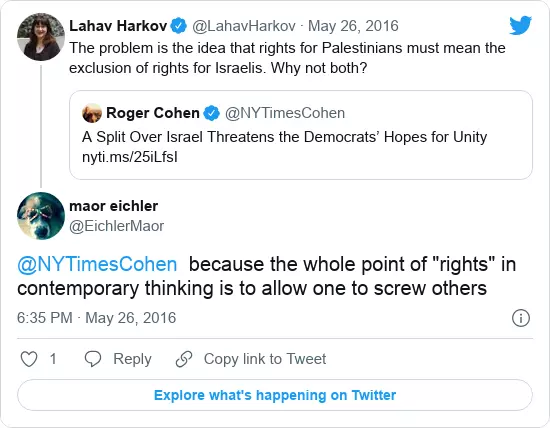 Lahav Harkov @LahavHarkov · May 26, 2016
The problem is the idea that rights for Palestinians must mean the
exclusion of rights for Israelis. Why not both?
Roger Cohen @NYTimesCohen
A Split Over Israel Threatens the Democrats’ Hopes for Unity
nyti.ms/25iLfsI
maor eichler
@EichlerMaor
@NYTimesCohen because the whole point of "rights" in
contemporary thinking is to allow one to screw others
6:35 PM · May 26, 2016
1 Reply Copy link to Tweet
Explore what's happening on Twitter